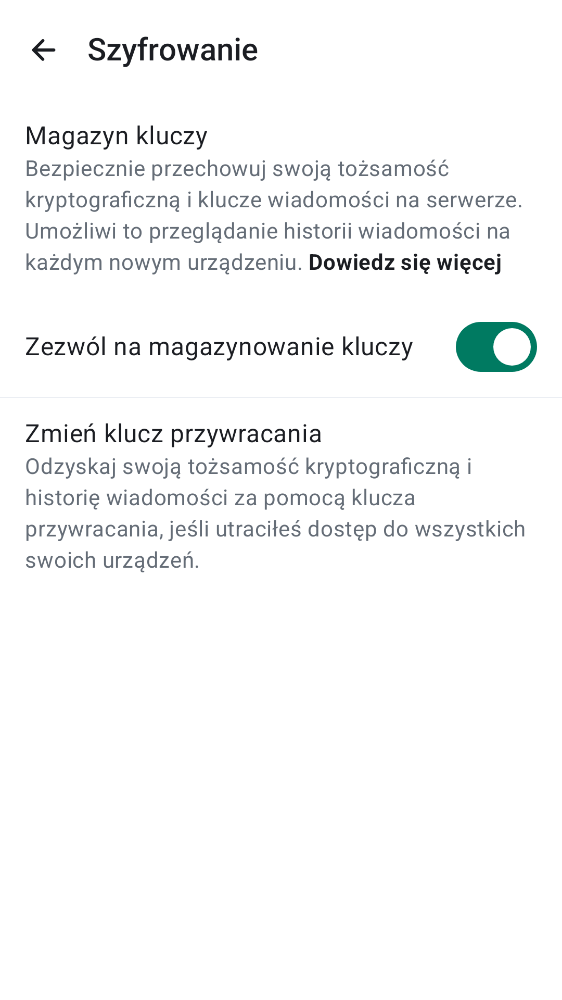 Szyfrowanie
Magazyn kluczy
Bezpiecznie przechowuj swoją tożsamość
kryptograficzną i klucze wiadomości na serwerze.
Umożliwi to przeglądanie historii wiadomości na
każdym nowym urządzeniu. Dowiedz się więcej
Zezwól na magazynowanie kluczy
Zmień klucz przywracania
Odzyskaj swoją tożsamość kryptograficzną i
historię wiadomości za pomocą klucza
przywracania, jeśli utraciłeś dostęp do wszystkich
swoich urządzeń.